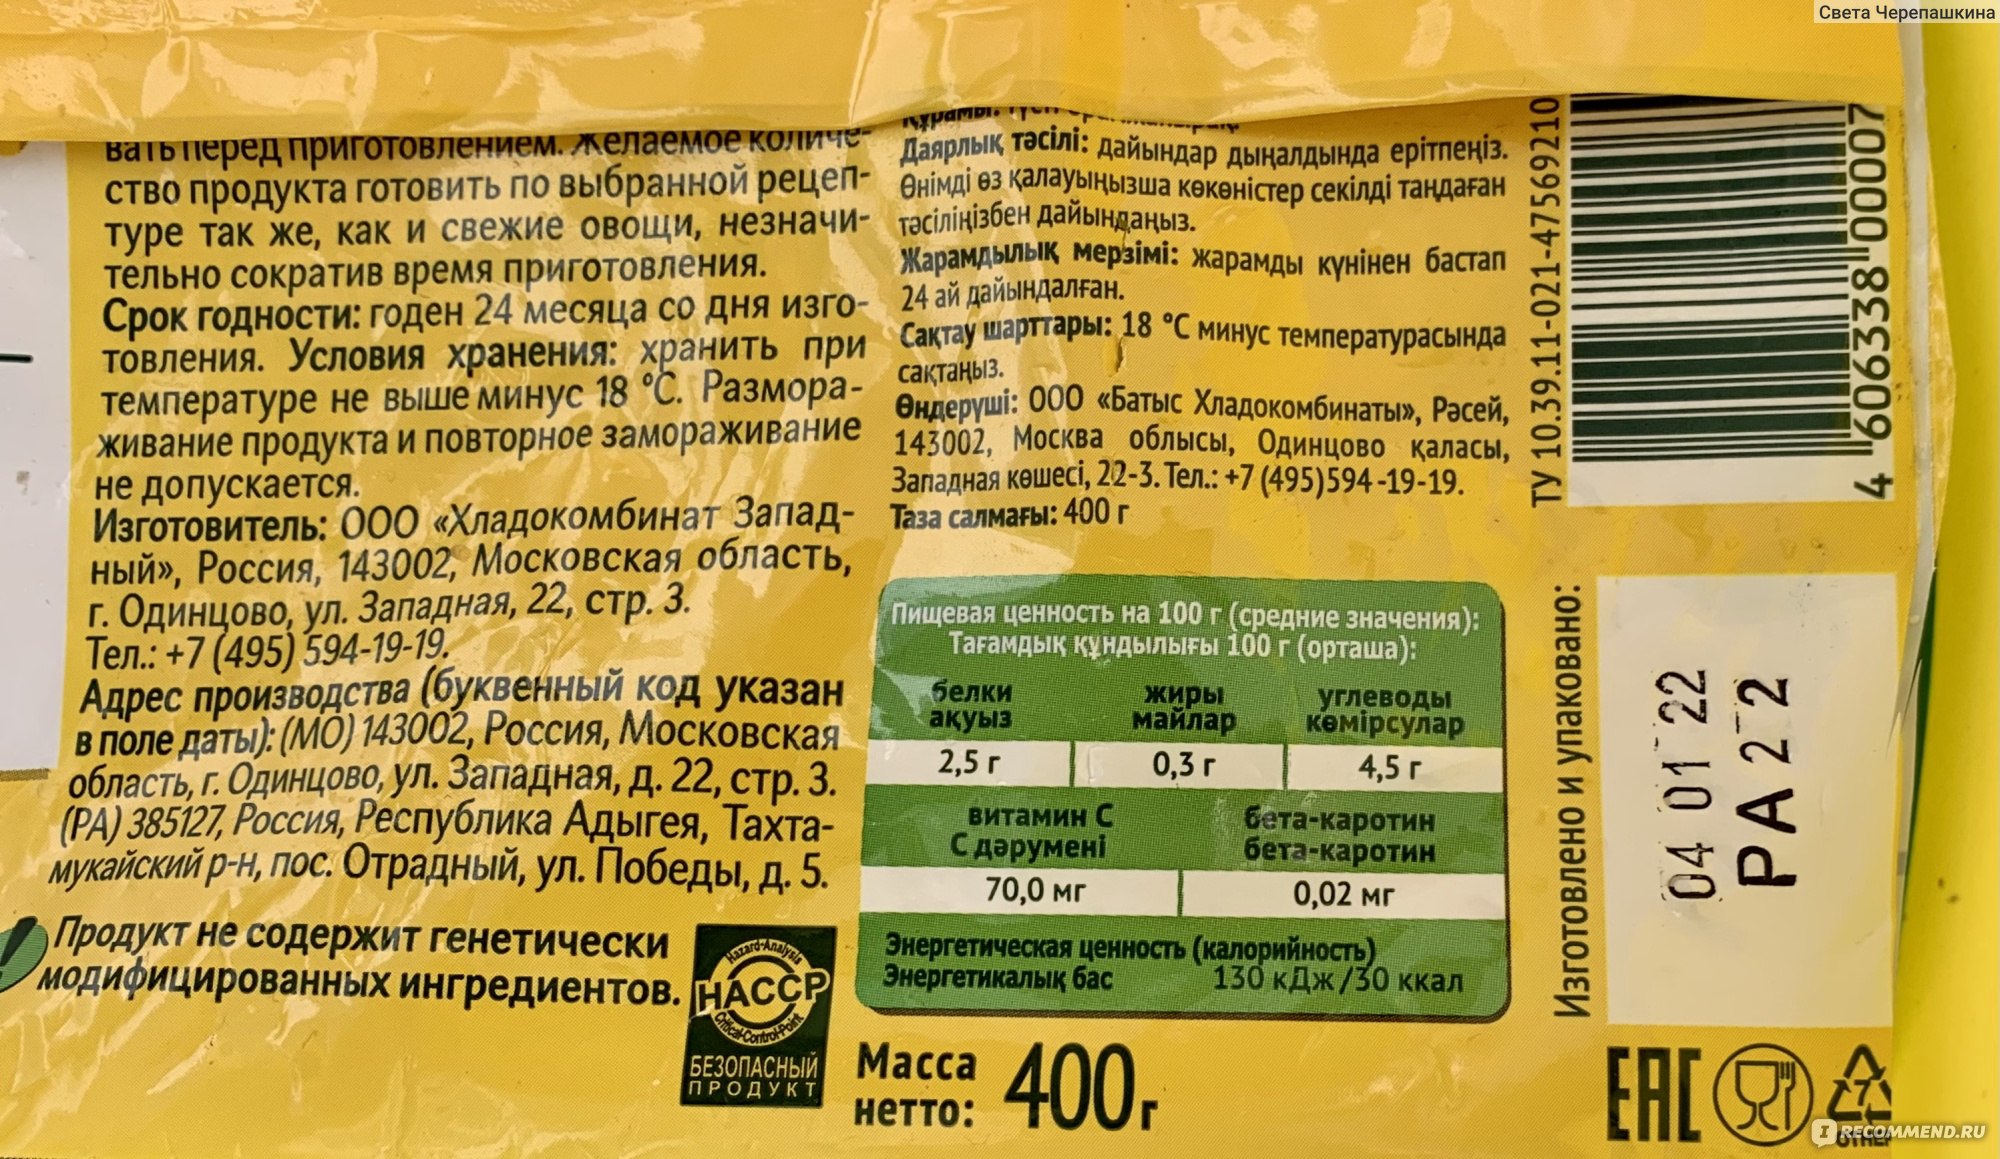 Света Черепашкина
вать перед приготовлением. Желаемое количе-
ство продукта готовить по выбранной рецеп-
туре так же, как и свежие овощи, незначи-
тельно сократив время приготовления.
Срок годности: годен 24 месяца со дня изго-
товления. Условия хранения: хранить при
температуре не выше минус 18 °C. Размора-
живание продукта и повторное замораживание
не допускается.
Изготовитель: ООО «Хладокомбинат Запад-
ный», Россия, 143002, Московская область,
г. Одинцово, ул. Западная, 22, стр. 3.
Тел.: +7 (495) 594-19-19.
Адрес производства (буквенный код указан
в поле даты): (МО) 143002, Россия, Московская
область, г. Одинцово, ул. Западная, д. 22, стр. 3.
(РА) 385127, Россия, Республика Адыгея, Тахта-
мукайский р-н, пос. Отрадный, ул. Победы, д. 5.
Продукт не содержит генетически
модифицированных ингредиентов.
Hazard-Analysis
HACCP
Critical-Control-Point
БЕЗОПАСНЫЙ
ПРОДУКТ
Құрамы:
Даярлық тәсілі: дайындар дыңалдында ерітпеңіз.
Өнімді өз қалауыңызша көкөністер секілді таңдаған
тәсіліңізбен дайындаңыз.
Жарамдылық мерзімі: жарамды күнінен бастап
24 ай дайындалған.
Сақтау шарттары: 18 °C минус температурасында
сақтаңыз.
Өндеруші: ООО «Батыс Хладокомбинаты», Рәсей,
143002, Москва облысы, Одинцово қаласы,
Западная көшесі, 22-3. Тел.: +7 (495)594-19-19.
Таза салмағы: 400 г
Пищевая ценность на 100 г (средние значения):
Тағамдық құндылығы 100 г (орташа):
белки жиры углеводы
ақуыз майлар көмірсулар
2,5 г 0,3 г 4,5 г
витамин С бета-каротин
С дәрумені бета-каротин
70,0 мг 0,02 мг
Энергетическая ценность (калорийность)
Энергетикалық бас 130 кДж/30 ккал
Масса
нетто: 400 г
ТУ 10.39.11-021-47569210
4 606338 000007
Изготовлено и упаковано:
04 01 22
РА 2 2
EAC
7
OTHER
RECOMMEND.RU